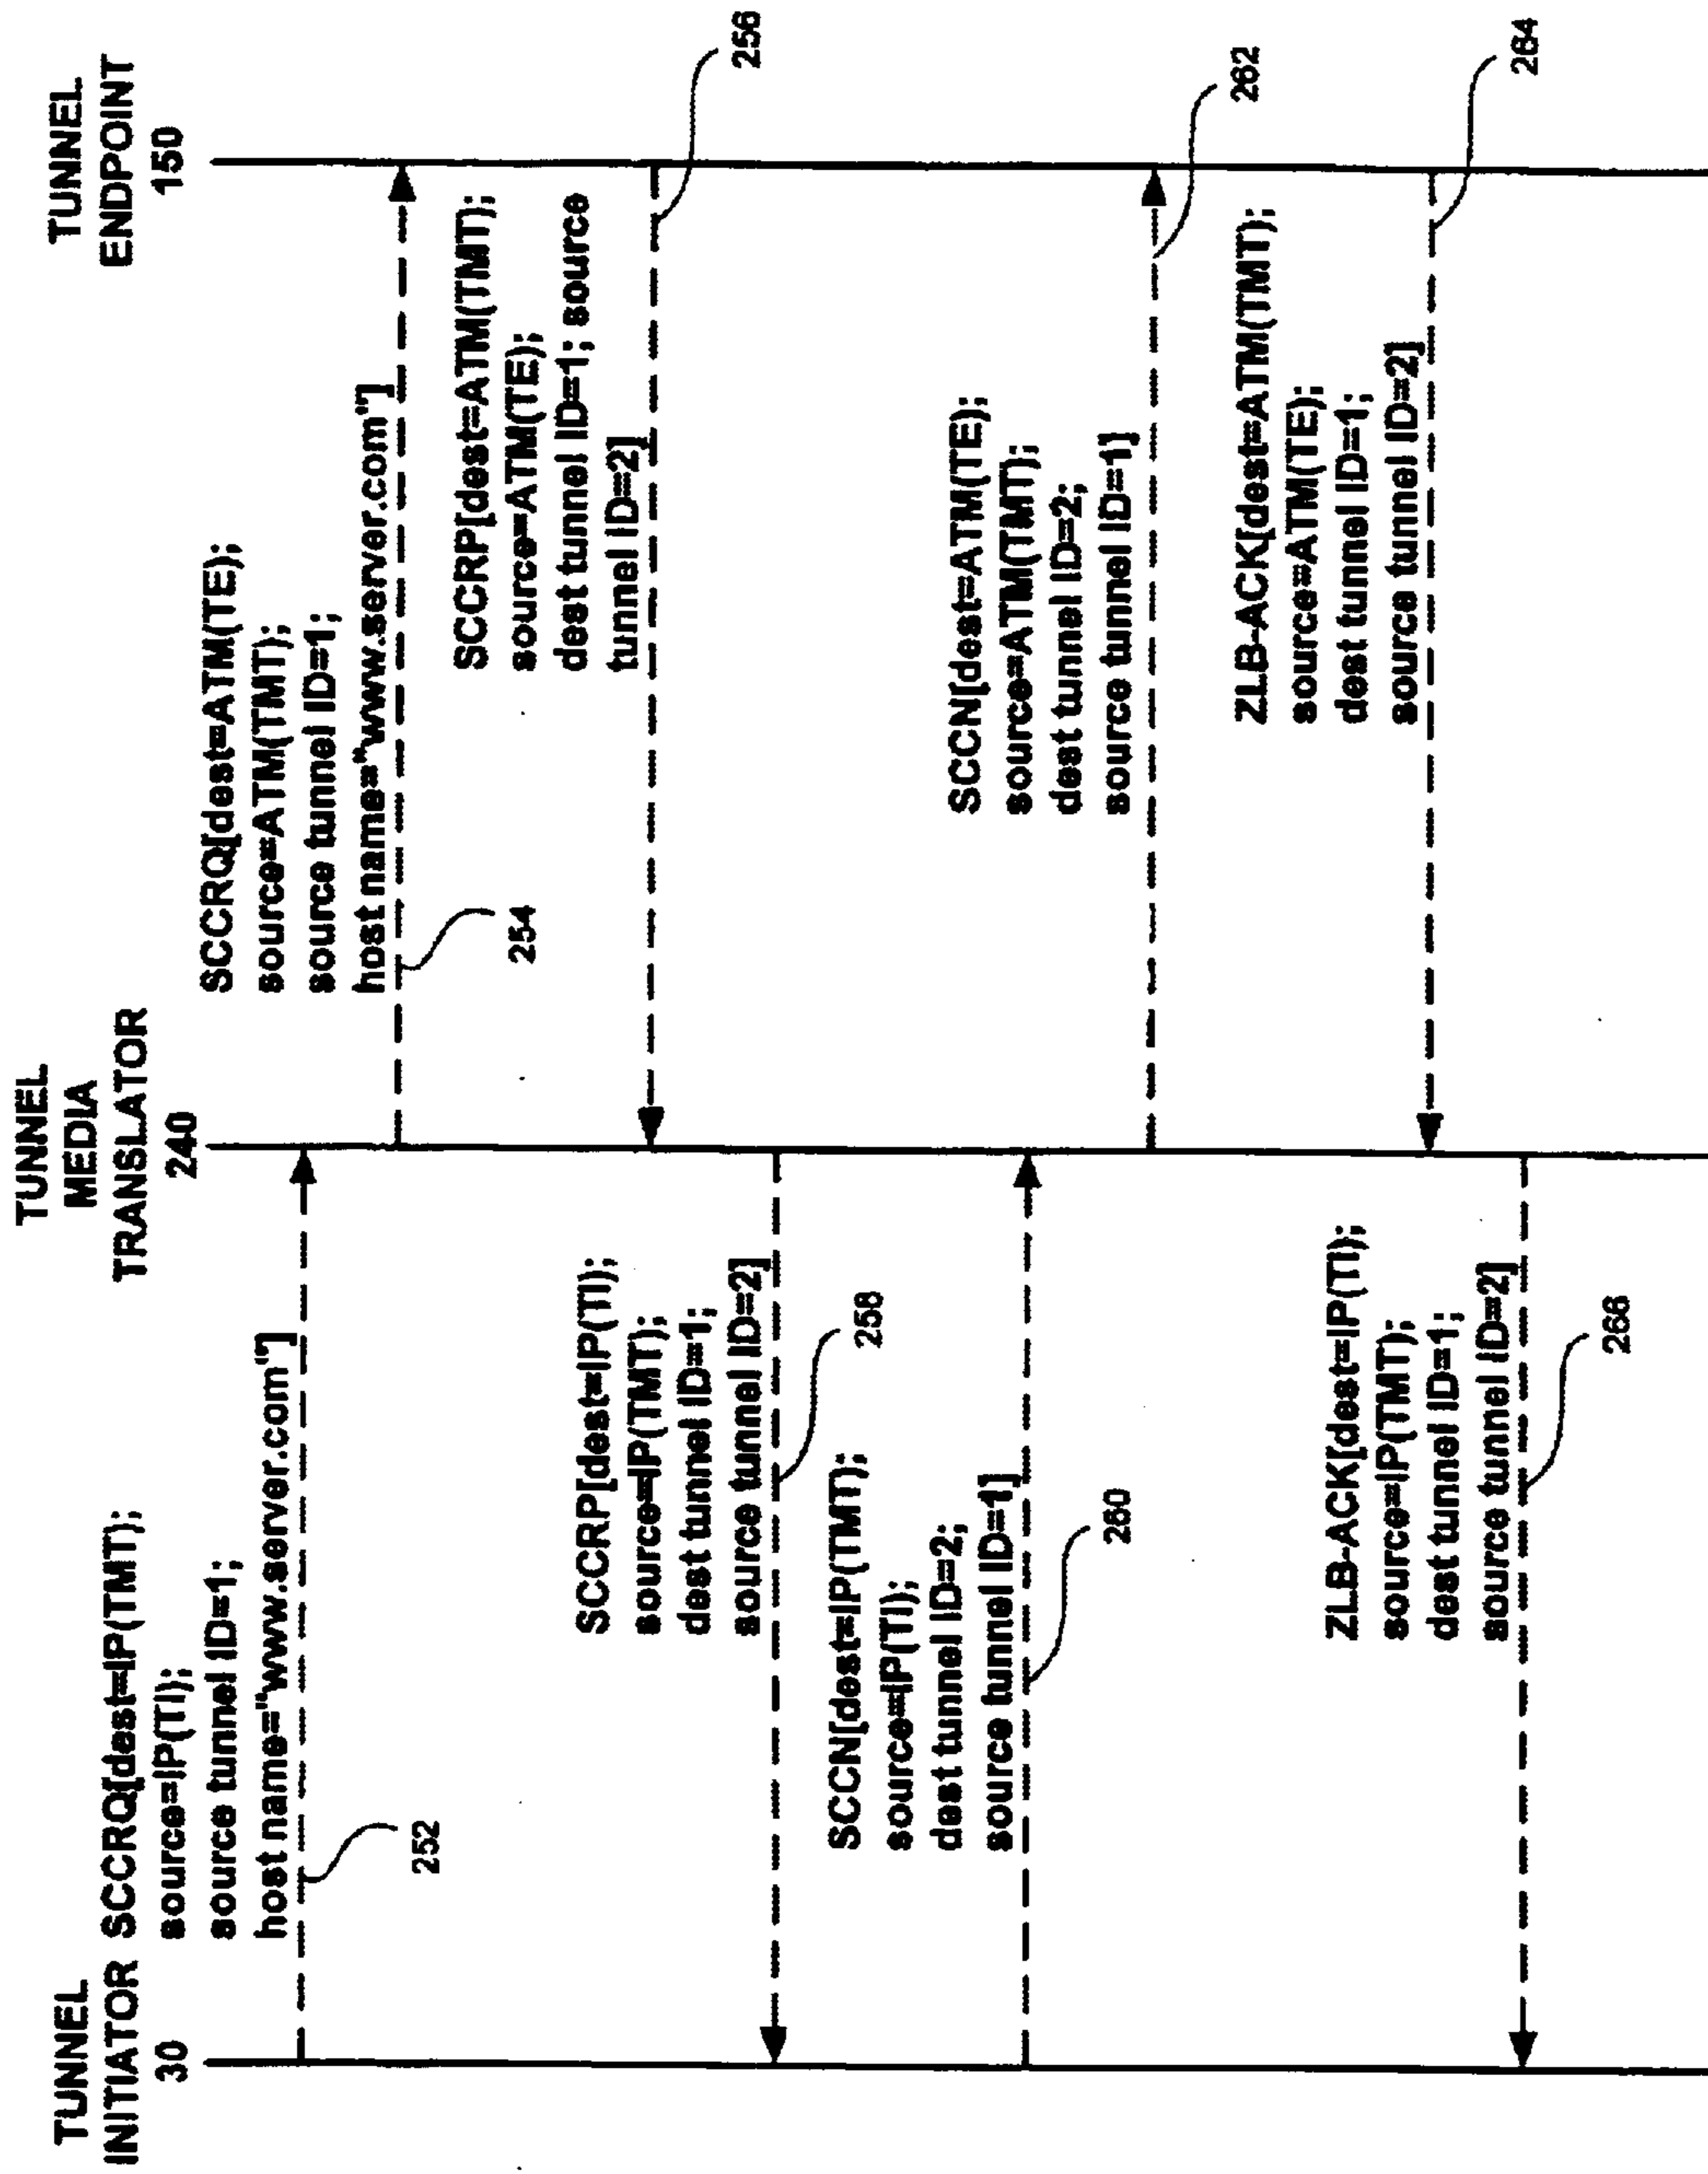 TUNNEL
INITIATOR
30
TUNNEL
MEDIA
TRANSLATOR
240
TUNNEL
ENDPOINT
150
SCCRQ[dest=IP(TMT);
source=IP(TI);
source tunnel ID=1;
host name="www.server.com"]
252
SCCRQ[dest=ATM(TE);
source=ATM(TMT);
source tunnel ID=1;
host name="www.server.com"]
254
SCCRP[dest=ATM(TMT);
source=ATM(TE);
dest tunnel ID=1; source
tunnel ID=2]
256
SCCRP[dest=IP(TI);
source=IP(TMT);
dest tunnel ID=1;
source tunnel ID=2]
258
SCCN[dest=IP(TMT);
source=IP(TI);
dest tunnel ID=2;
source tunnel ID=1]
260
SCCN[dest=ATM(TE);
source=ATM(TMT);
dest tunnel ID=2;
source tunnel ID=1]
262
ZLB-ACK[dest=ATM(TMT);
source=ATM(TE);
dest tunnel ID=1;
source tunnel ID=2]
264
ZLB-ACK[dest=IP(TI);
source=IP(TMT);
dest tunnel ID=1;
source tunnel ID=2]
266